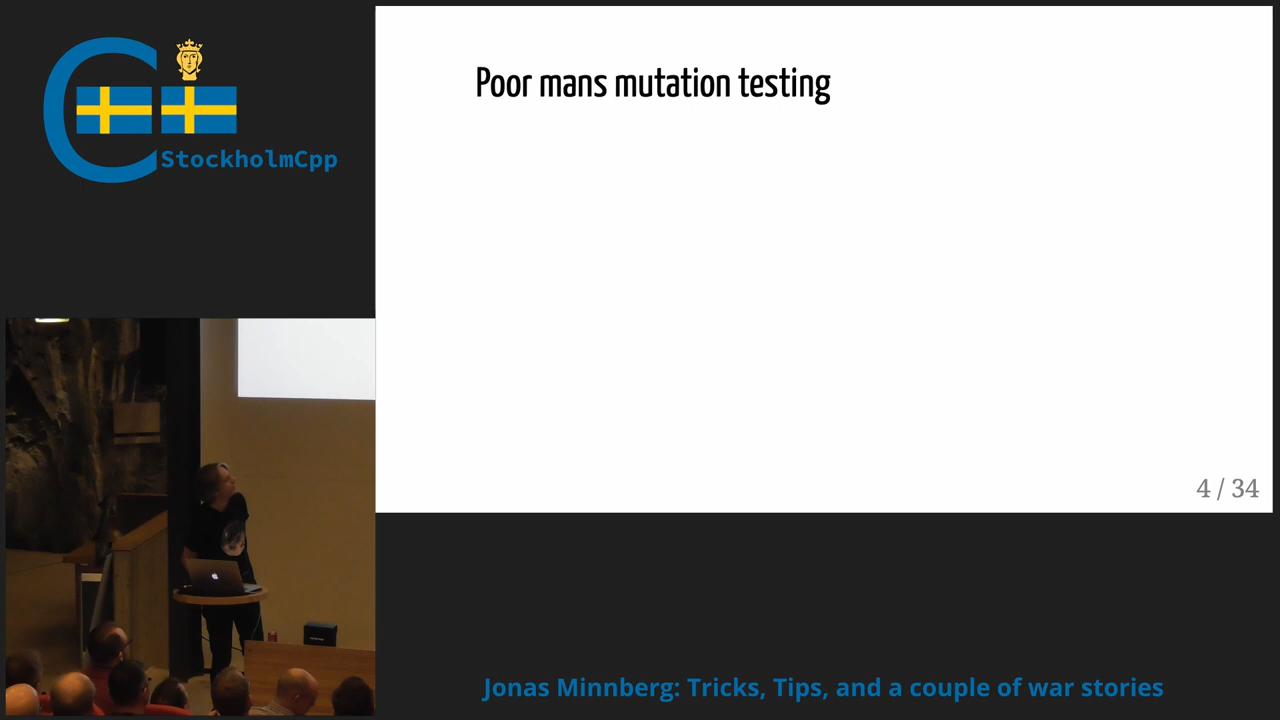 StockholmCpp
Poor mans mutation testing
4 / 34
Jonas Minnberg: Tricks, Tips, and a couple of war stories